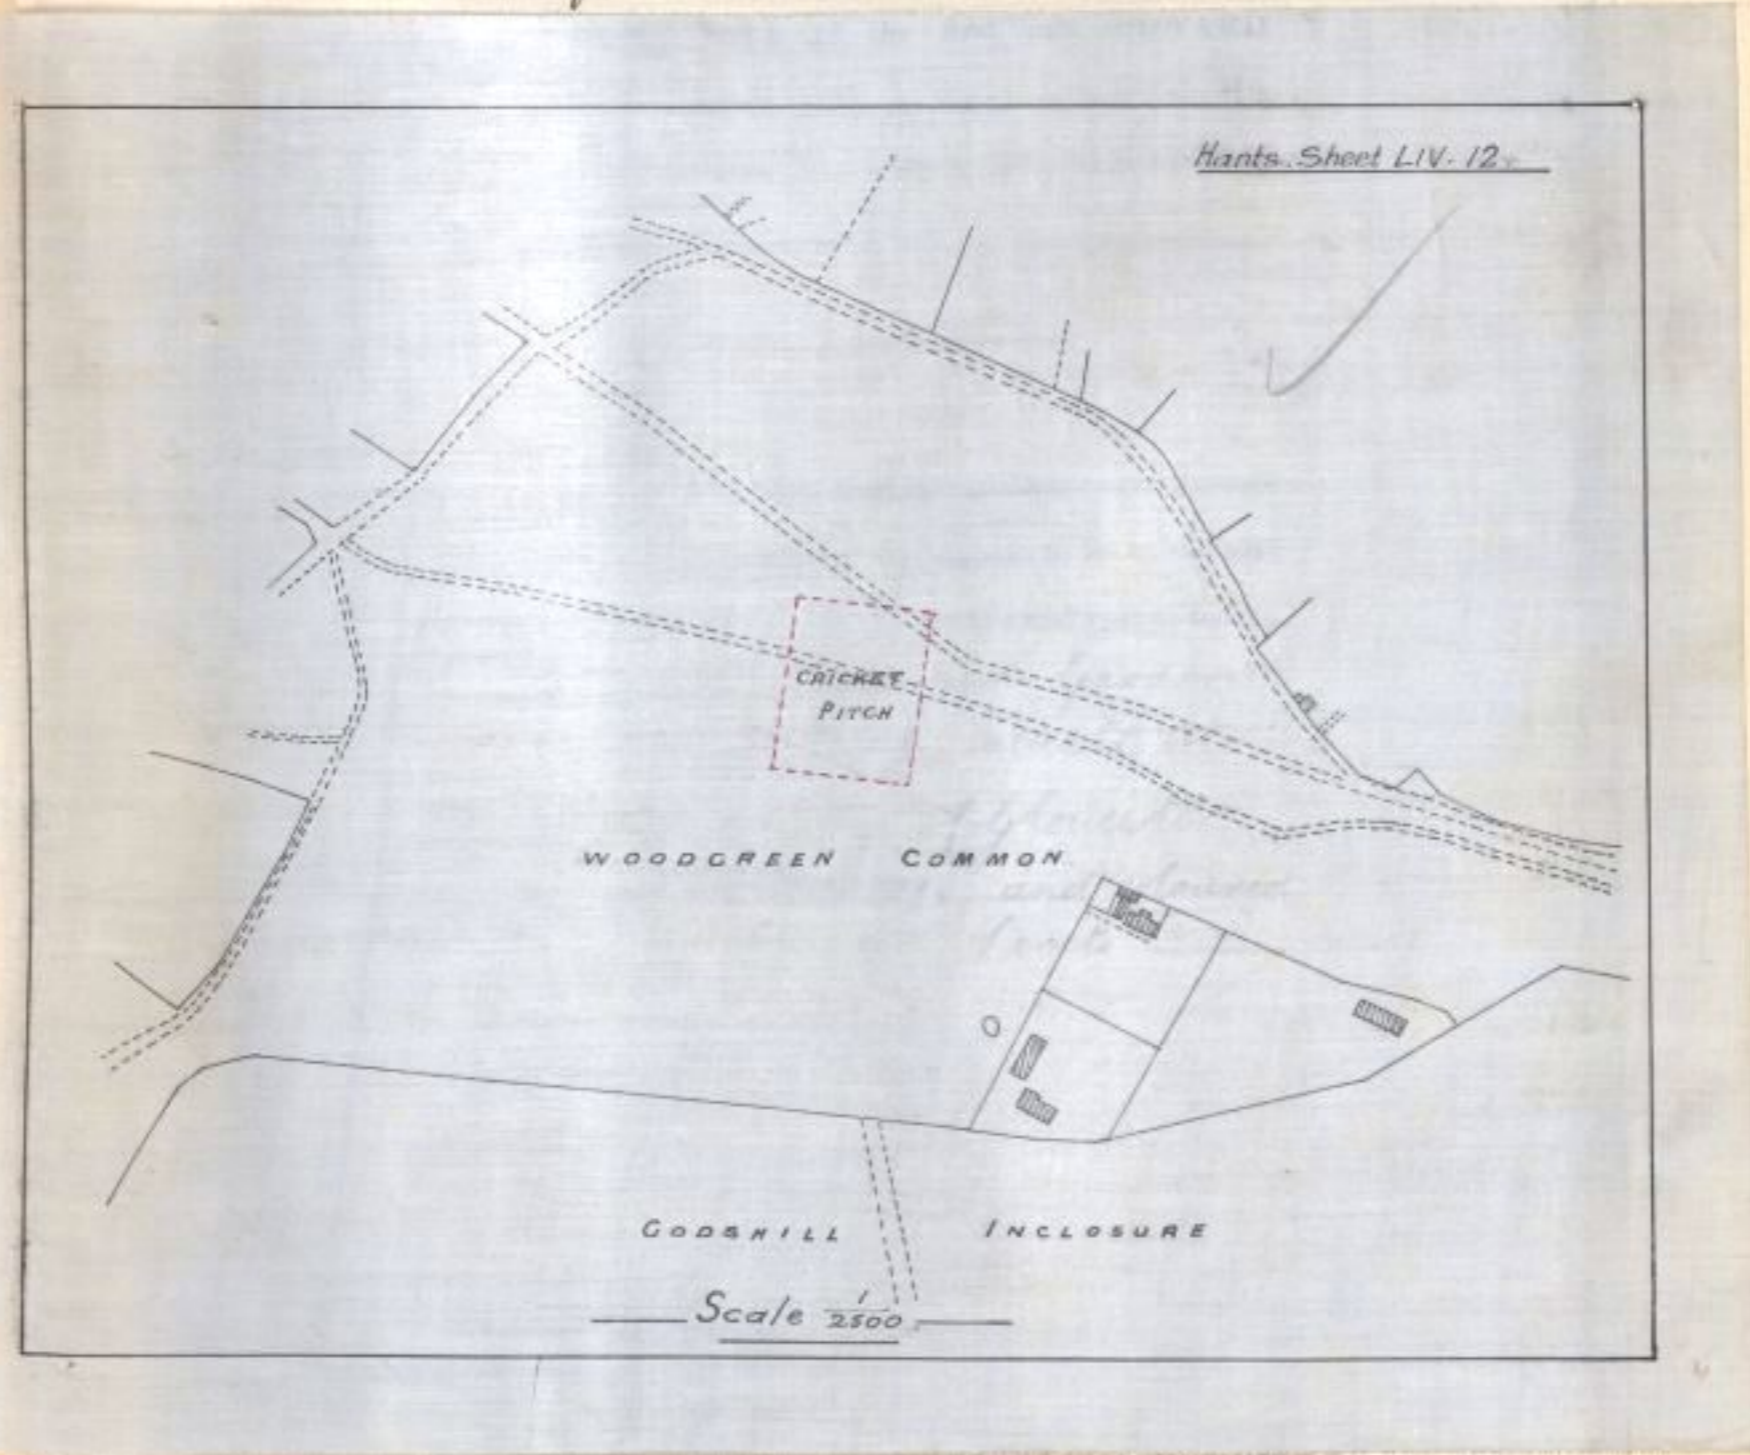 Hants. Sheet LIV. 12.
CRICKET
PITCH
WOODGREEN COMMON
GODSHILL INCLOSURE
Scale 1/2500